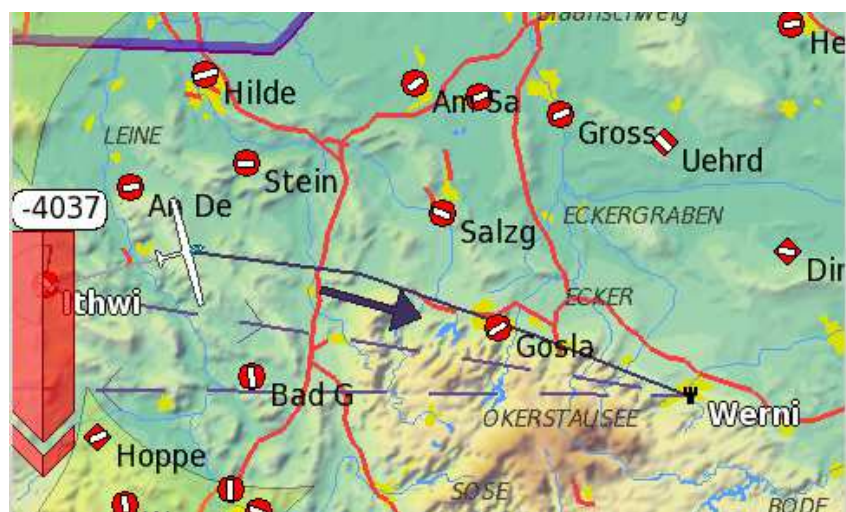 Braunschweig
He
Hilde
Am Sa
Gross
LEINE
Uehrd
Stein
An De
-4037
ECKERGRABEN
Salzg
Dir
Ithwi
ECKER
Gosla
Bad G
OKERSTAUSEE
Werni
Hoppe
SOSE
BODE